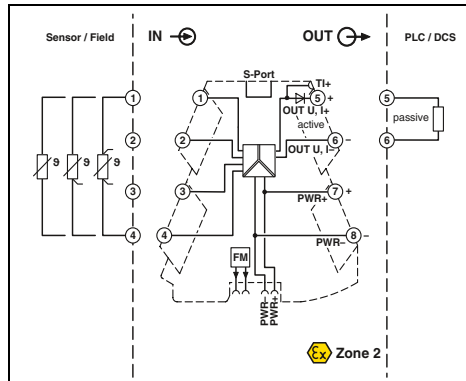 Sensor / Field
IN
OUT
PLC / DCS
S-Port
TI+
1
1
5
+
5
OUT U, I+
active
passive
2
2
6
–
6
OUT U, I–
3
3
7
+
PWR+
4
4
8
–
PWR–
ϑ
ϑ
ϑ
FM
PWR–
PWR+
Ex
Zone 2